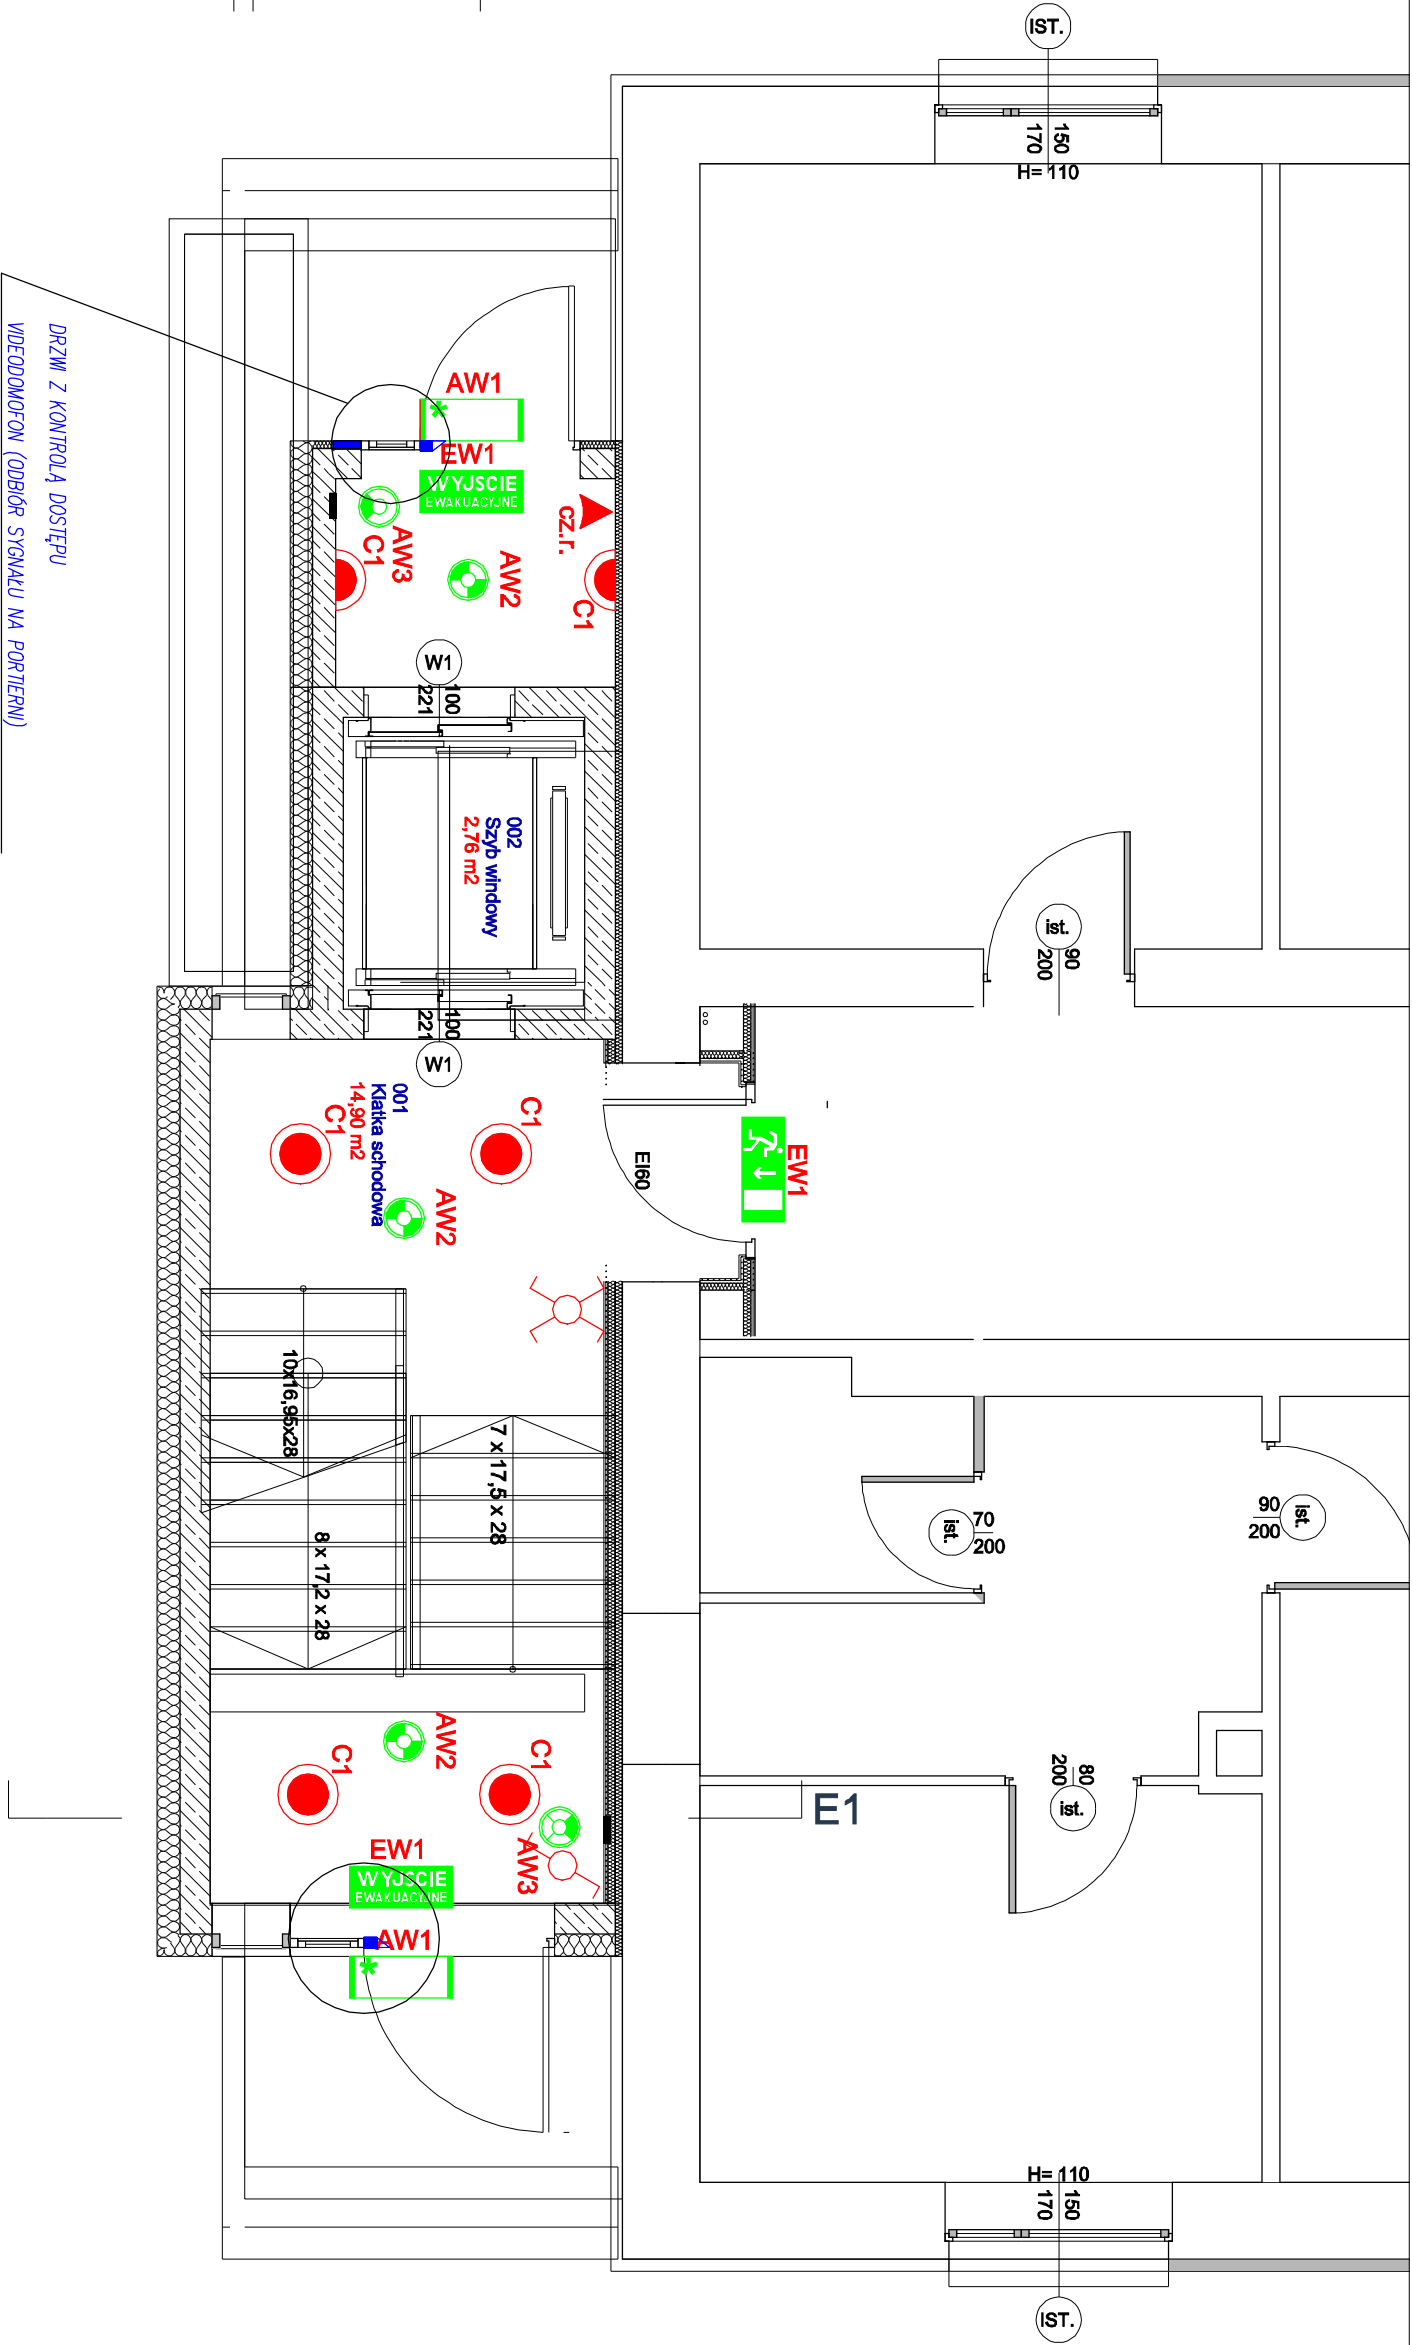 IST.
150
170
H= 110
DRZWI Z KONTROLĄ DOSTĘPU
VIDEODOMOFON (ODBIÓR SYGNAŁU NA PORTIERNI)
AW1
EW1
WYJSCIE
EWAKUACYJNE
cz.r.
AW3
C1
AW2
C1
W1
100
221
002
Szyb windowy
2,76 m2
ist.
90
200
100
221
W1
001
Klatka schodowa
14,90 m2
C1
C1
AW2
EI60
EW1
10x16,95x28
7 x 17,5 x 28
8 x 17,2 x 28
ist.
70
200
90
200
ist.
AW2
C1
C1
80
200
ist.
E1
AW3
EW1
WYJSCIE
EWAKUACYJNE
AW1
H= 110
150
170
IST.